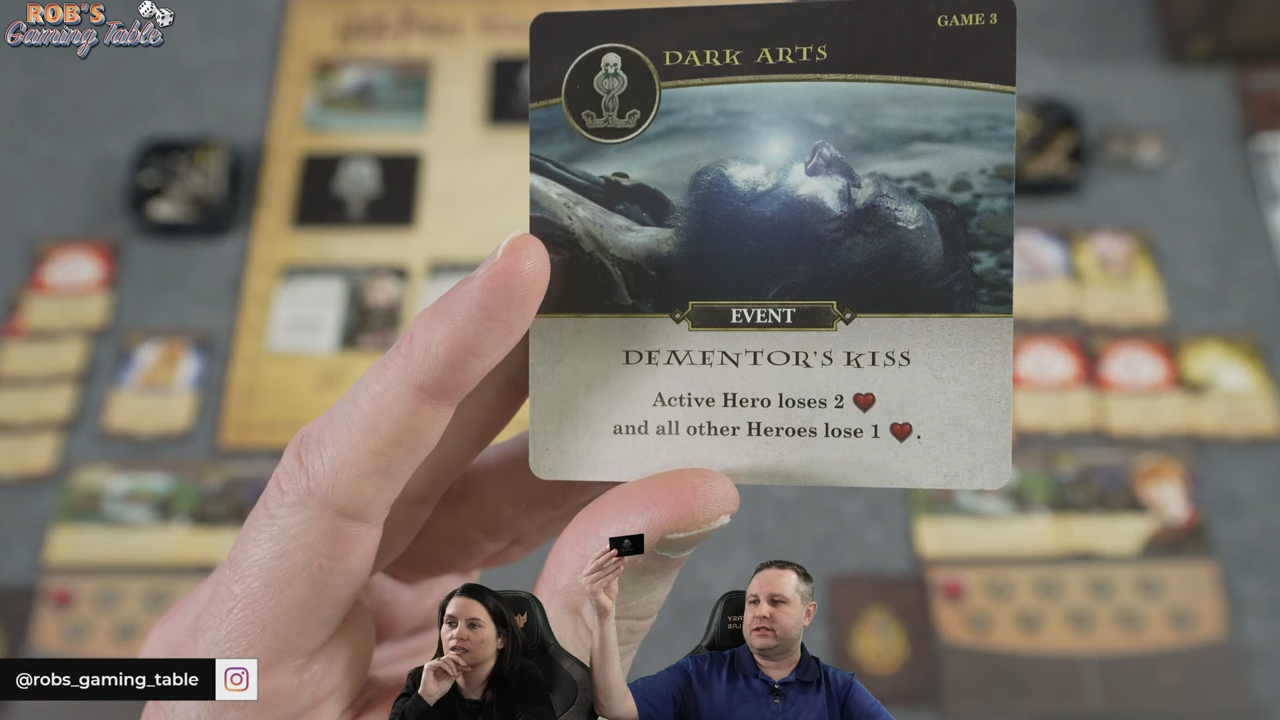 ROB'S
Gaming Table
GAME 3
DARK ARTS
EVENT
DEMENTOR'S KISS
Active Hero loses 2
and all other Heroes lose 1 .
@robs_gaming_table